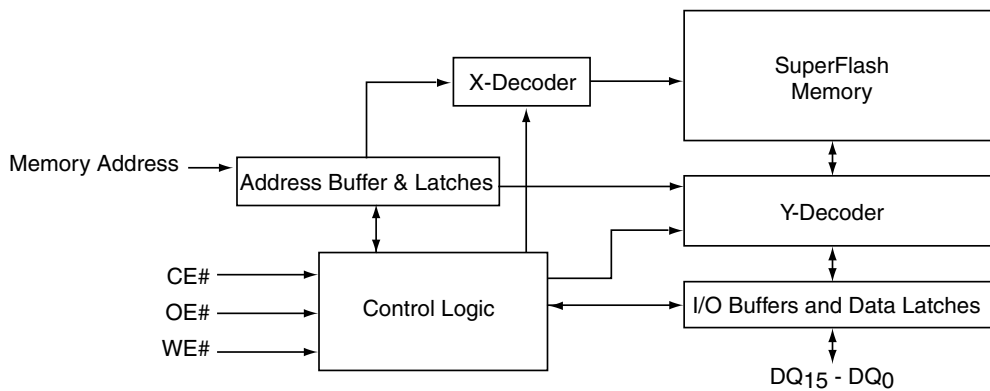 SuperFlash
Memory
X-Decoder
Memory Address
Address Buffer & Latches
Y-Decoder
CE#
OE#
WE#
Control Logic
I/O Buffers and Data Latches
DQ15 - DQ0